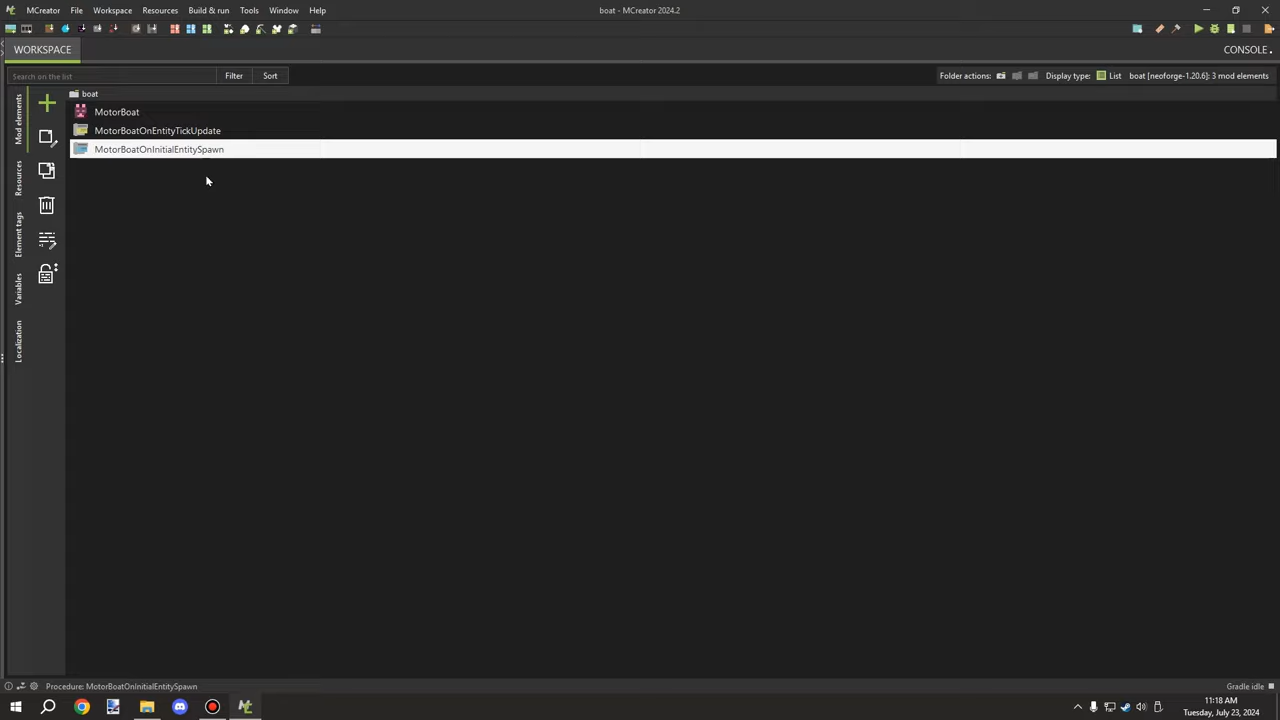 MCreator File Workspace Resources Build & run Tools Window Help boat - MCreator 2024.2
WORKSPACE CONSOLE
Search on the list Filter Sort Folder actions: Display type: List boat [neoforge-1.20.6]: 3 mod elements
boat
MotorBoat
MotorBoatOnEntityTickUpdate
MotorBoatOnInitialEntitySpawn
Mod elements
Resources
Element tags
Variables
Localization
Procedure: MotorBoatOnInitialEntitySpawn Gradle idle
11:18 AM
Tuesday, July 23, 2024